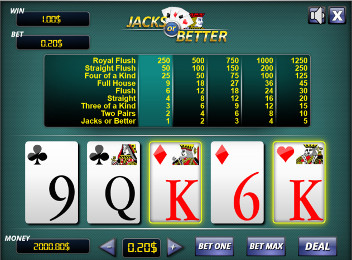 WIN
1.00$
JACKS
or
BETTER
BET
0.20$
Royal Flush 250 500 750 1000 1250
Straight Flush 50 100 150 200 250
Four of a Kind 25 50 75 100 125
Full House 9 18 27 36 45
Flush 6 12 18 24 30
Straight 4 8 12 16 20
Three of a Kind 3 6 9 12 15
Two Pairs 2 4 6 8 10
Jacks or Better 1 2 3 4 5
9 Q K 6 K
MONEY
2000.80$ 0.20$ BET ONE BET MAX DEAL